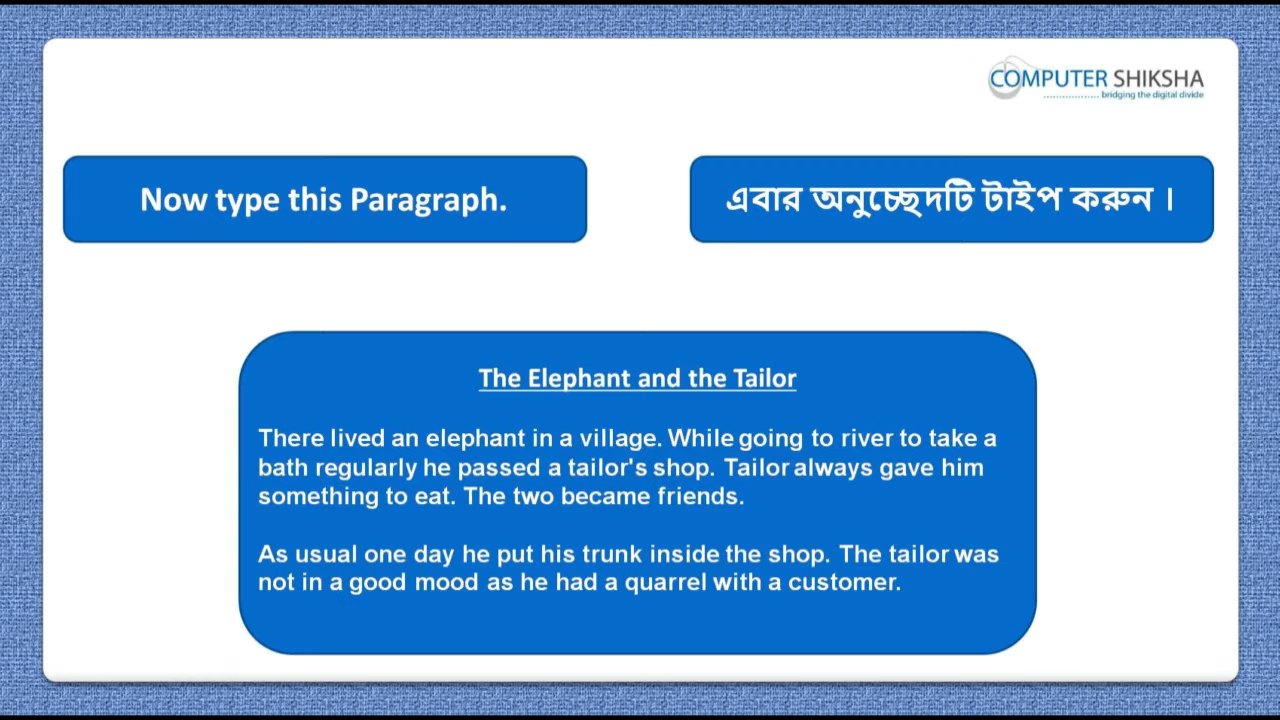 COMPUTER SHIKSHA
bridging the digital divide
Now type this Paragraph.
এবার অনুচ্ছেদটি টাইপ করুন ।
The Elephant and the Tailor
There lived an elephant in a village. While going to river to take a
bath regularly he passed a tailor's shop. Tailor always gave him
something to eat. The two became friends.
As usual one day he put his trunk inside the shop. The tailor was
not in a good mood as he had a quarrel with a customer.